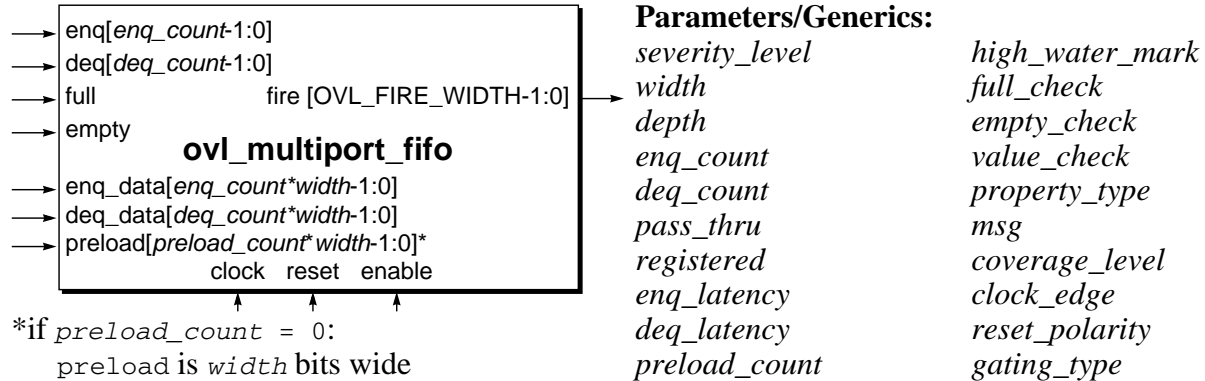 enq[enq_count-1:0]
deq[deq_count-1:0]
full fire [OVL_FIRE_WIDTH-1:0]
empty
ovl_multiport_fifo
enq_data[enq_count*width-1:0]
deq_data[deq_count*width-1:0]
preload[preload_count*width-1:0]*
clock reset enable
*if preload_count = 0:
preload is width bits wide
Parameters/Generics:
severity_level high_water_mark
width full_check
depth empty_check
enq_count value_check
deq_count property_type
pass_thru msg
registered coverage_level
enq_latency clock_edge
deq_latency reset_polarity
preload_count gating_type